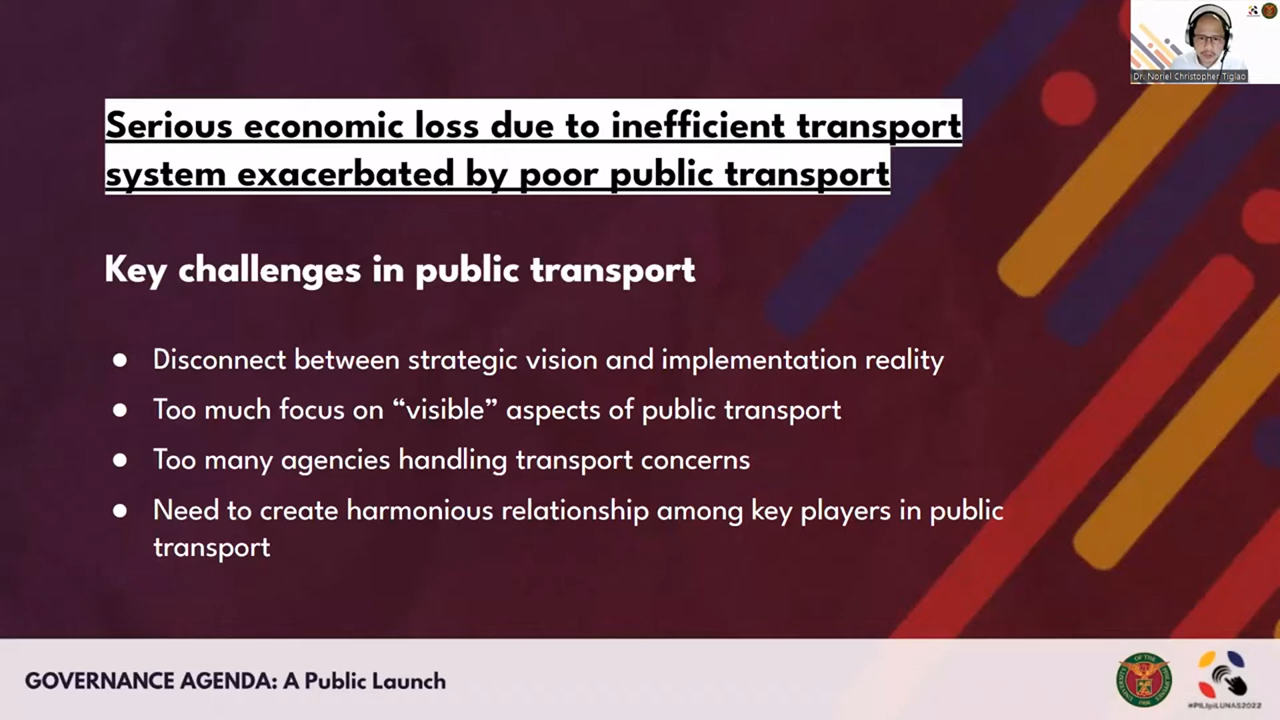 Dr. Noriel Christopher Tiglao
Serious economic loss due to inefficient transport
system exacerbated by poor public transport
Key challenges in public transport
● Disconnect between strategic vision and implementation reality
● Too much focus on “visible” aspects of public transport
● Too many agencies handling transport concerns
● Need to create harmonious relationship among key players in public
transport
GOVERNANCE AGENDA: A Public Launch
#PILIpiLUNAS2022